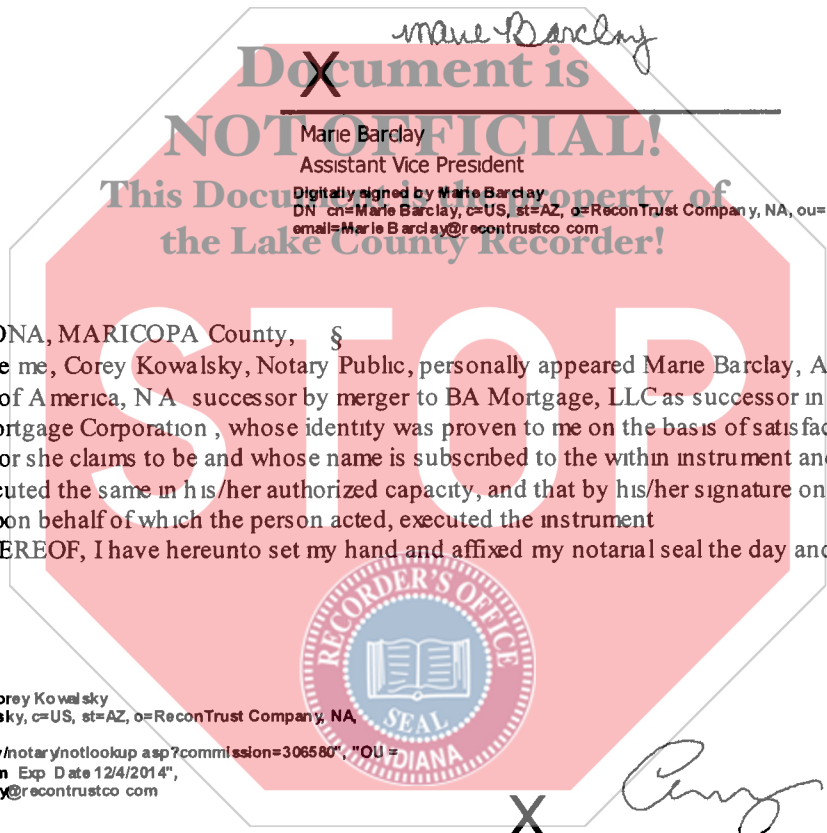 Marie Barclay
Document is
X
NOT OFFICIAL!
Marie Barclay
Assistant Vice President
This Document is the property of
Digitally signed by Marie Barclay
DN cn=Marie Barclay, c=US, st=AZ, o=ReconTrust Company, NA, ou=
email=Marie Barclay@recontrustco com
the Lake County Recorder!
STOP
ONA, MARICOPA County, §
e me, Corey Kowalsky, Notary Public, personally appeared Marie Barclay, A
of America, N A successor by merger to BA Mortgage, LLC as successor in
ortgage Corporation , whose identity was proven to me on the basis of satisfac
or she claims to be and whose name is subscribed to the within instrument an
cuted the same in his/her authorized capacity, and that by his/her signature on
pon behalf of which the person acted, executed the instrument
EREOF, I have hereunto set my hand and affixed my notarial seal the day and
RECORDER'S OFFICE
SEAL
INDIANA
orey Kowalsky
sky, c=US, st=AZ, o=ReconTrust Company, NA,
y/notary/notlookup asp?commission=306580", "OU =
m Exp Date 12/4/2014",
y@recontrustco com
X